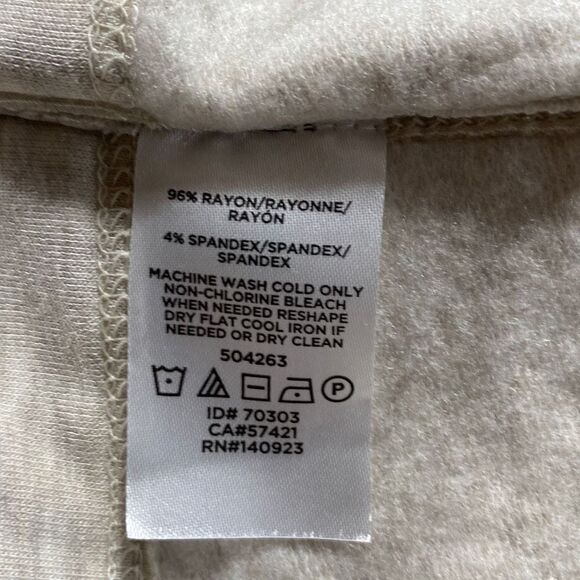 96% RAYON/RAYONNE/
RAYÓN
4% SPANDEX/SPANDEX/
SPANDEX
MACHINE WASH COLD ONLY
NON-CHLORINE BLEACH
WHEN NEEDED RESHAPE
DRY FLAT COOL IRON IF
NEEDED OR DRY CLEAN
504263
P
ID# 70303
CA#57421
RN#140923